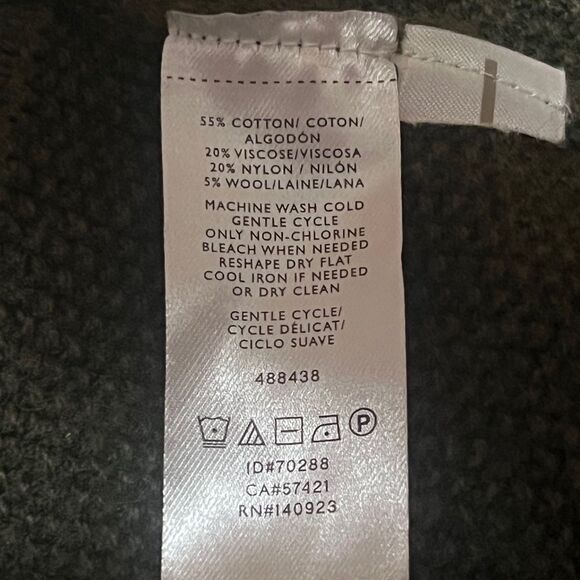 55% COTTON/ COTON/
ALGODÓN
20% VISCOSE/VISCOSA
20% NYLON / NILÓN
5% WOOL/LAINE/LANA
MACHINE WASH COLD
GENTLE CYCLE
ONLY NON-CHLORINE
BLEACH WHEN NEEDED
RESHAPE DRY FLAT
COOL IRON IF NEEDED
OR DRY CLEAN
GENTLE CYCLE/
CYCLE DÉLICAT/
CICLO SUAVE
488438
P
ID#70288
CA#57421
RN#140923